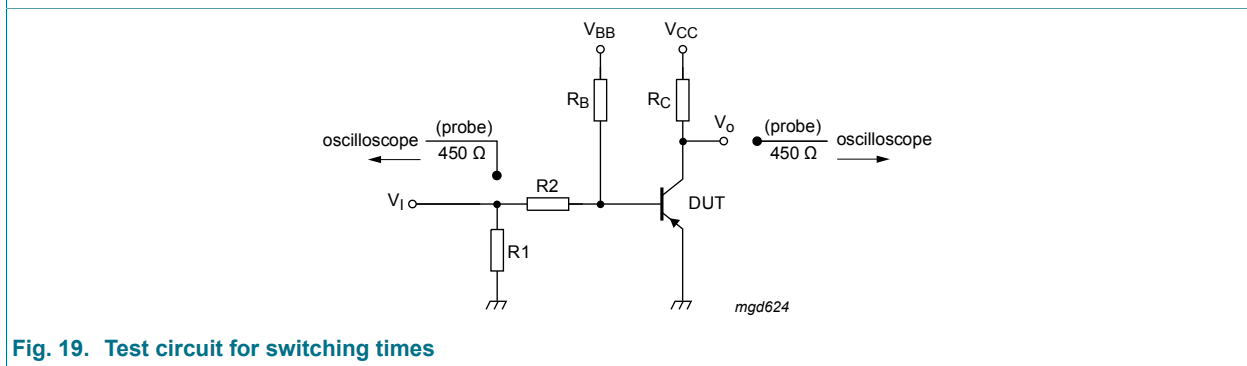 VBB
VCC
RB
RC
Vo
oscilloscope
(probe)
450 Ω
(probe)
450 Ω
oscilloscope
R2
VI
DUT
R1
mgd624
Fig. 19. Test circuit for switching times